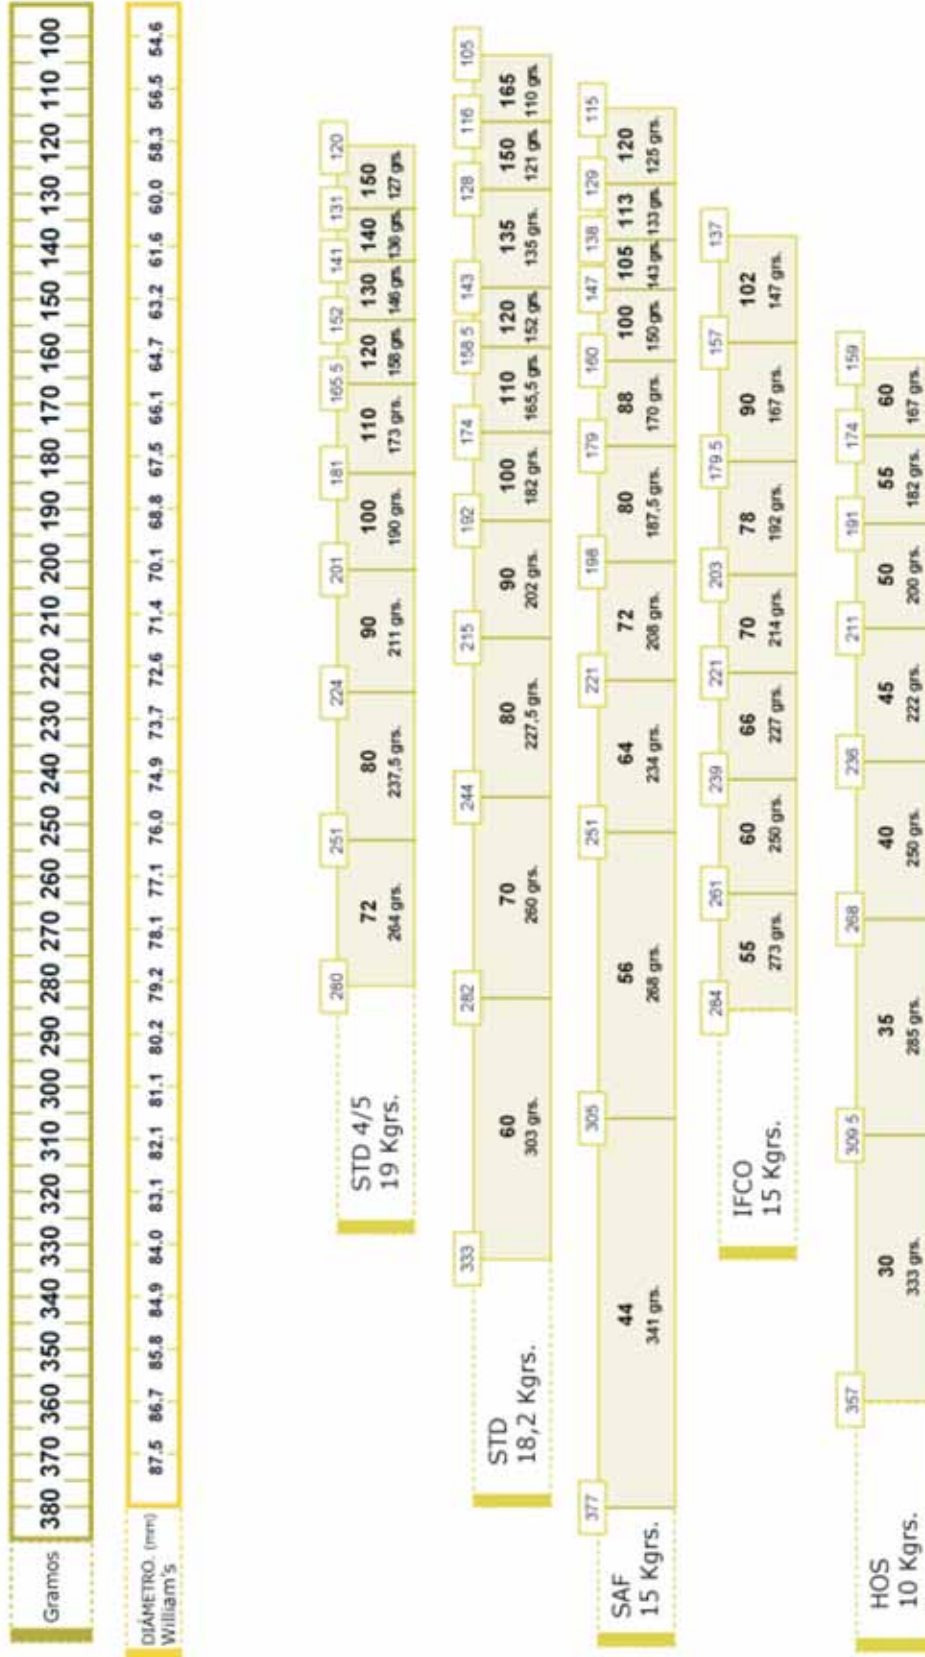 Gramos 380 370 360 350 340 330 320 310 300 290 280 270 260 250 240 230 220 210 200 190 180 170 160 150 140 130 120 110 100
DIÁMETRO. (mm)
William's
87.5 86.7 85.8 84.9 84.0 83.1 82.1 81.1 80.2 79.2 78.1 77.1 76.0 74.9 73.7 72.6 71.4 70.1 68.8 67.5 66.1 64.7 63.2 61.6 60.0 58.3 56.5 54.6
280 251 224 201 181 165.5 152 141 131 120
STD 4/5
19 Kgrs.
72 80 90 100 110 120 130 140 150
264 grs. 237,5 grs. 211 grs. 190 grs. 173 grs. 158 grs. 146 grs. 136 grs. 127 grs.
333 282 244 215 192 174 158.5 143 128 116 105
STD
18,2 Kgrs.
60 70 80 90 100 110 120 135 150 165
303 grs. 260 grs. 227,5 grs. 202 grs. 182 grs. 165,5 grs. 152 grs. 135 grs. 121 grs. 110 grs.
377 305 251 221 198 179 160 147 138 129 115
SAF
15 Kgrs.
44 56 64 72 80 88 100 105 113 120
341 grs. 268 grs. 234 grs. 208 grs. 187,5 grs. 170 grs. 150 grs. 143 grs. 133 grs. 125 grs.
284 261 239 221 203 179.5 157 137
IFCO
15 Kgrs.
55 60 66 70 78 90 102
273 grs. 250 grs. 227 grs. 214 grs. 192 grs. 167 grs. 147 grs.
357 309.5 268 236 211 191 174 159
HOS
10 Kgrs.
30 35 40 45 50 55 60
333 grs. 285 grs. 250 grs. 222 grs. 200 grs. 182 grs. 167 grs.